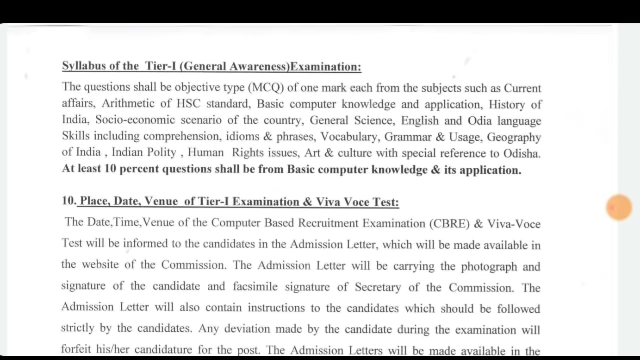 Syllabus of the Tier-I (General Awareness)Examination:
The questions shall be objective type (MCQ) of one mark each from the subjects such as Current
affairs, Arithmetic of HSC standard, Basic computer knowledge and application, History of
India, Socio-economic scenario of the country, General Science, English and Odia language
Skills including comprehension, idioms & phrases, Vocabulary, Grammar & Usage, Geography
of India , Indian Polity , Human Rights issues, Art & culture with special reference to Odisha.
At least 10 percent questions shall be from Basic computer knowledge & its application.
10. Place, Date, Venue of Tier-I Examination & Viva Voce Test:
The Date,Time,Venue of the Computer Based Recruitment Examination (CBRE) & Viva-Voce
Test will be informed to the candidates in the Admission Letter, which will be made available in
the website of the Commission. The Admission Letter will be carrying the photograph and
signature of the candidate and facsimile signature of Secretary of the Commission. The
Admission Letter will also contain instructions to the candidates which should be followed
strictly by the candidates. Any deviation made by the candidate during the examination will
forfeit his/her candidature for the post. The Admission Letters will be made available in the